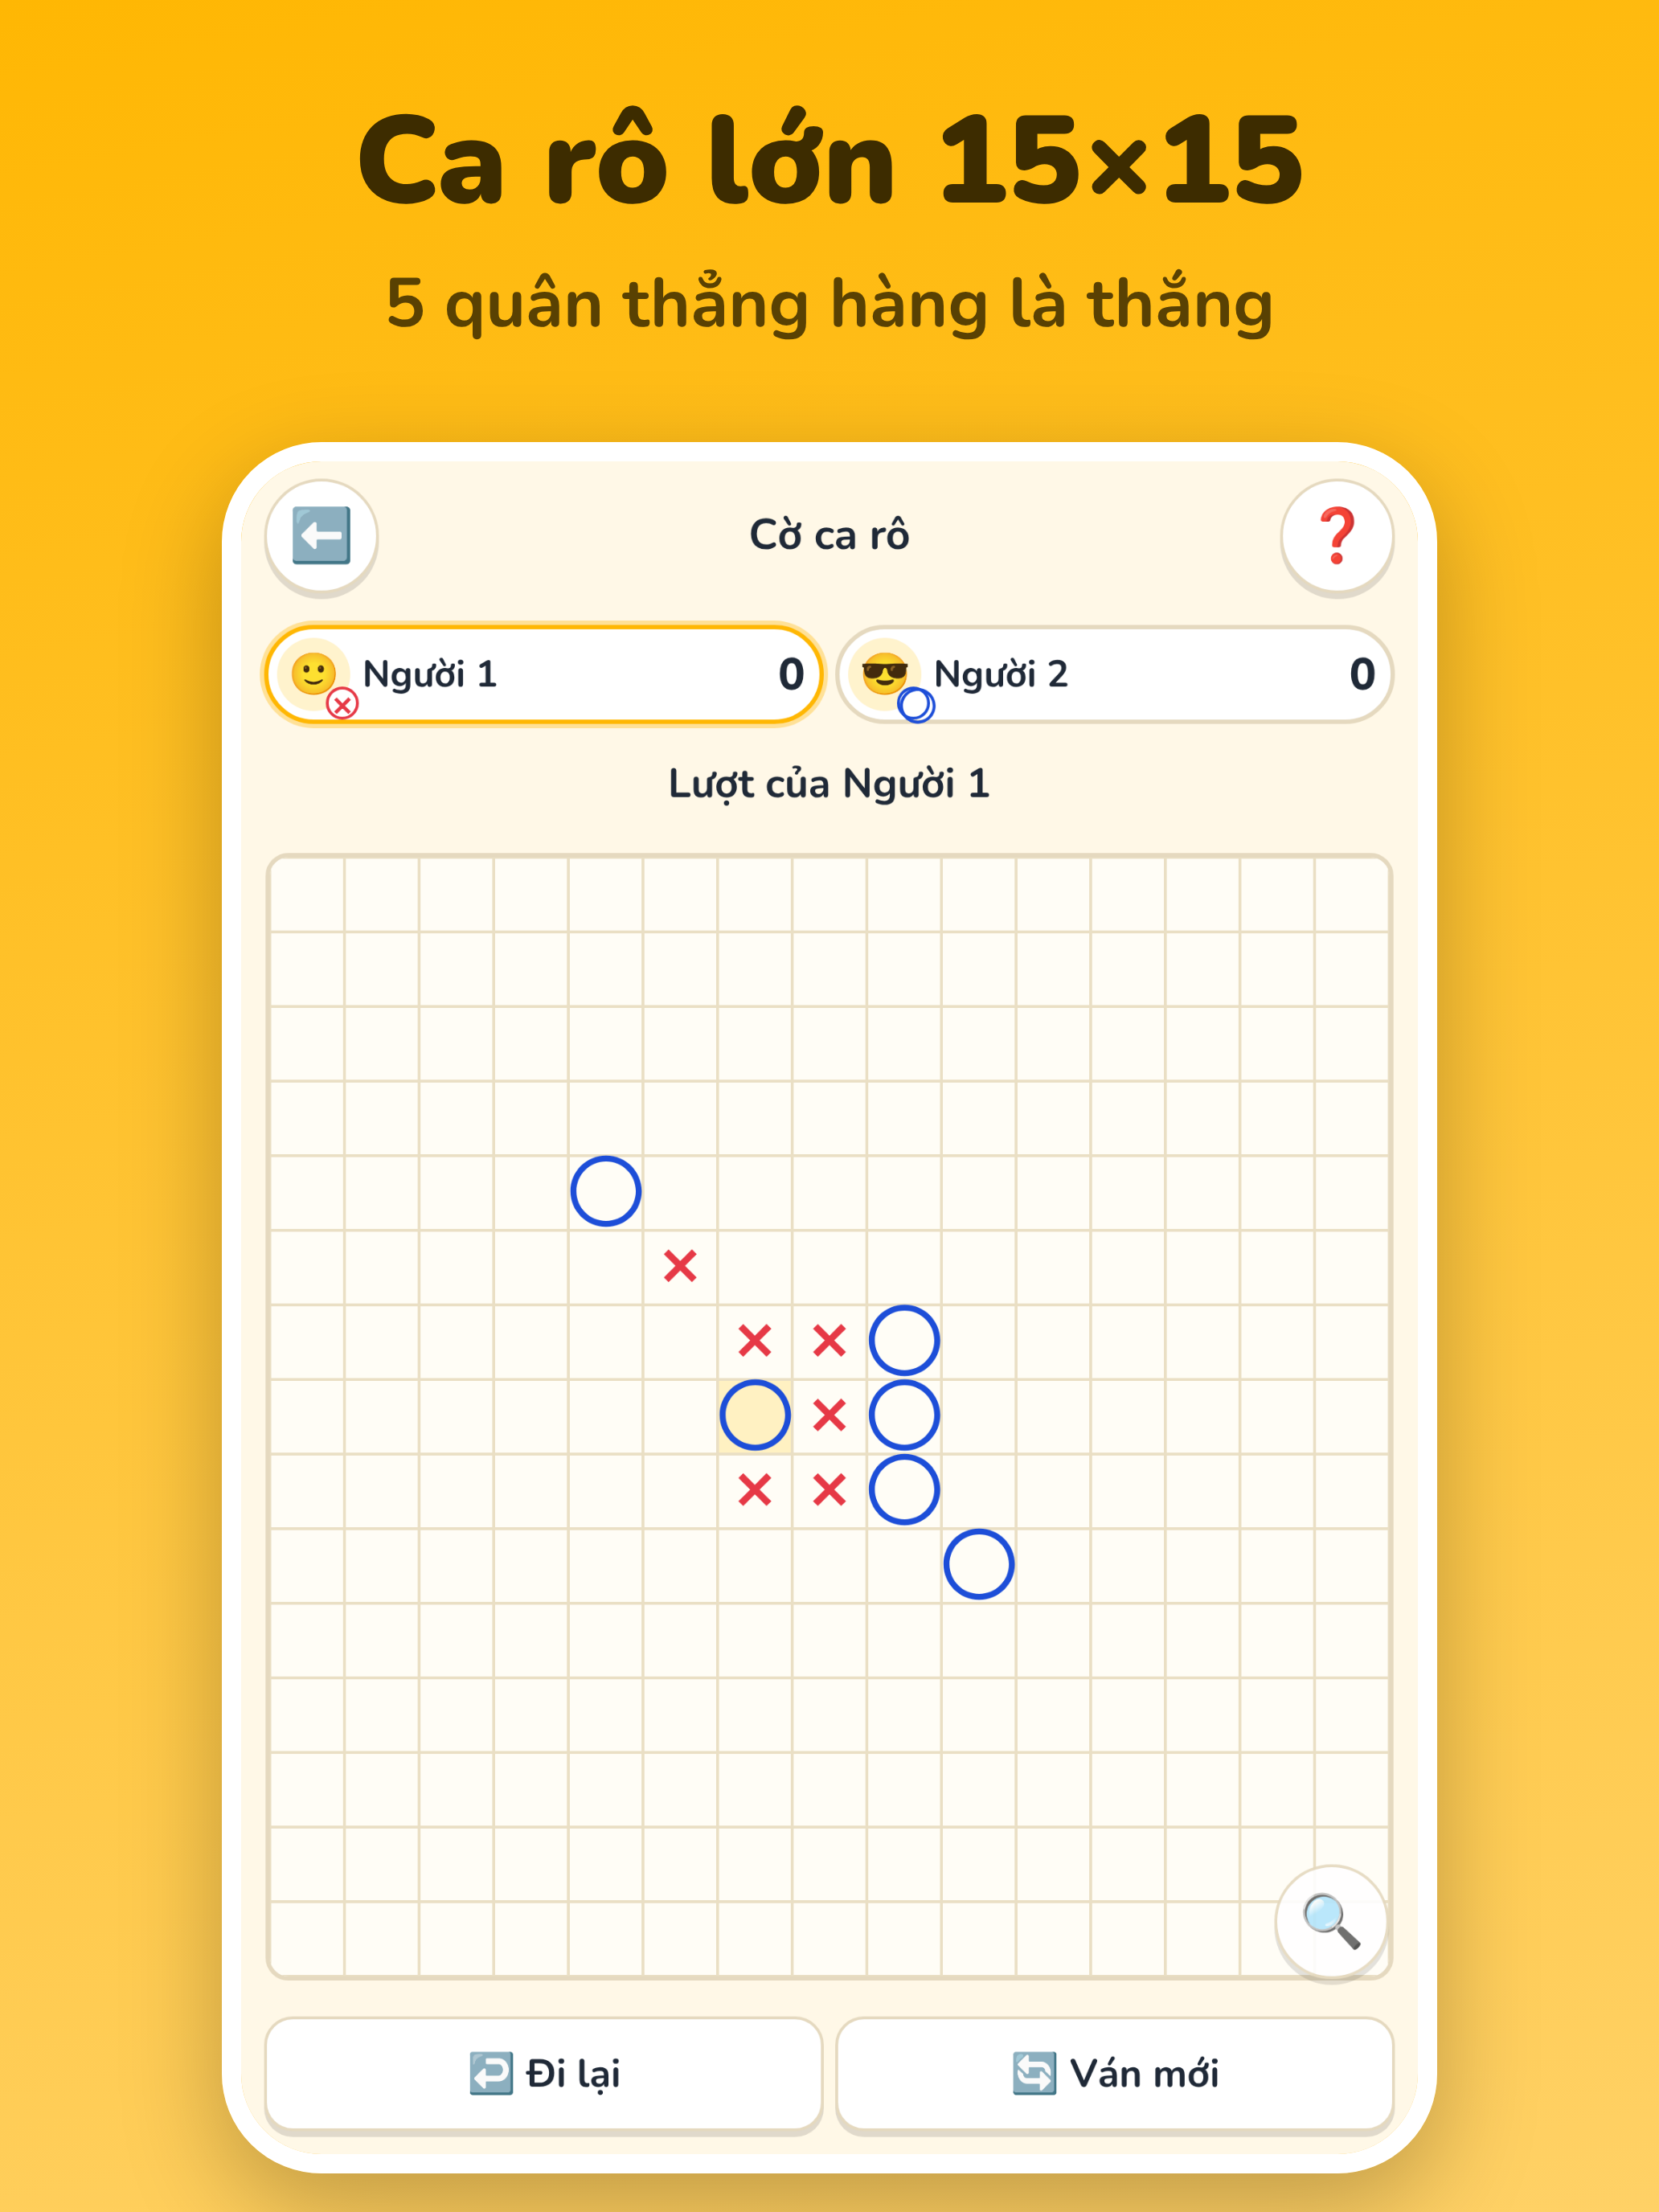 Ca rô lớn 15×15
5 quân thẳng hàng là thắng
Cờ ca rô
Người 1 0
Người 2 0
Lượt của Người 1
Đi lại
Ván mới